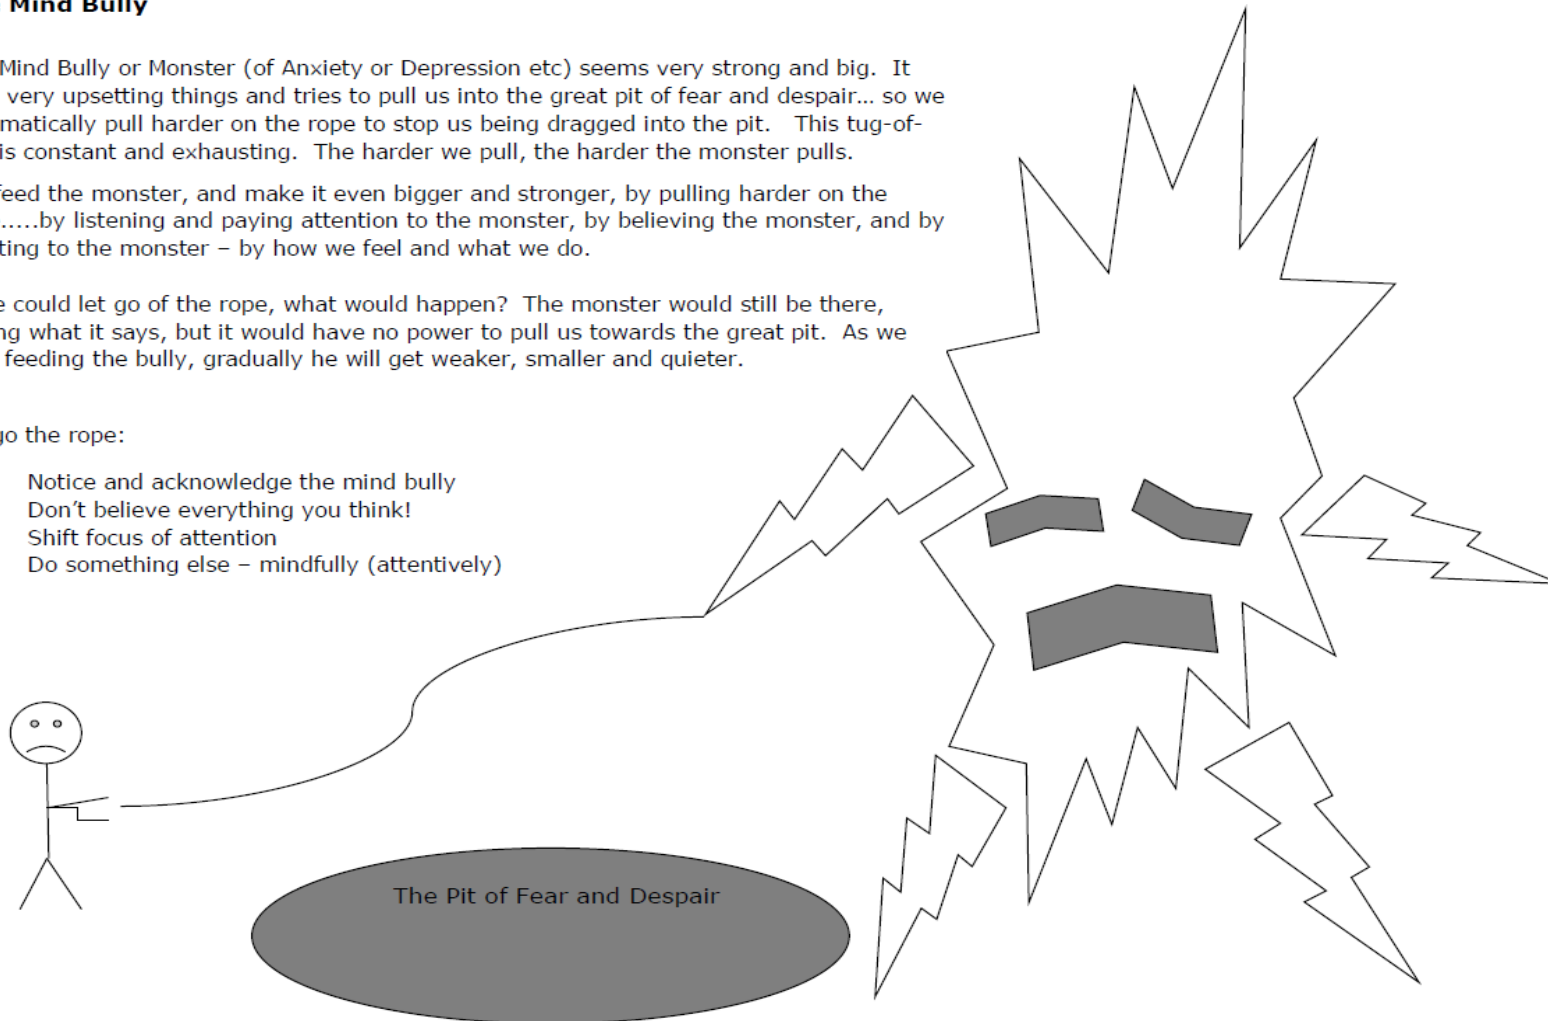 Mind Bully
Mind Bully or Monster (of Anxiety or Depression etc) seems very strong and big.  It
very upsetting things and tries to pull us into the great pit of fear and despair... so we
matically pull harder on the rope to stop us being dragged into the pit.   This tug-of-
is constant and exhausting.  The harder we pull, the harder the monster pulls.
feed the monster, and make it even bigger and stronger, by pulling harder on the
.....by listening and paying attention to the monster, by believing the monster, and by
ting to the monster – by how we feel and what we do.
e could let go of the rope, what would happen?  The monster would still be there,
ng what it says, but it would have no power to pull us towards the great pit.  As we
feeding the bully, gradually he will get weaker, smaller and quieter.
go the rope:
Notice and acknowledge the mind bully
Don't believe everything you think!
Shift focus of attention
Do something else – mindfully (attentively)
The Pit of Fear and Despair